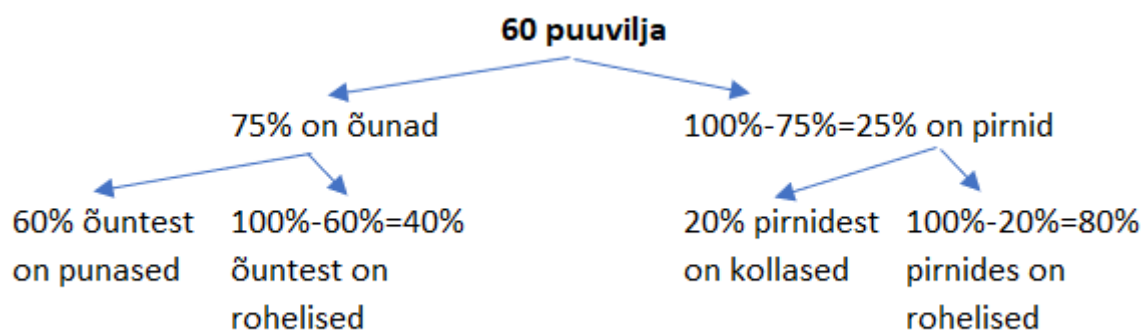 60 puuvilja
75% on õunad
100%-75%=25% on pirnid
60% õuntest
on punased
100%-60%=40%
õuntest on
rohelised
20% pirnidest
on kollased
100%-20%=80%
pirnides on
rohelised